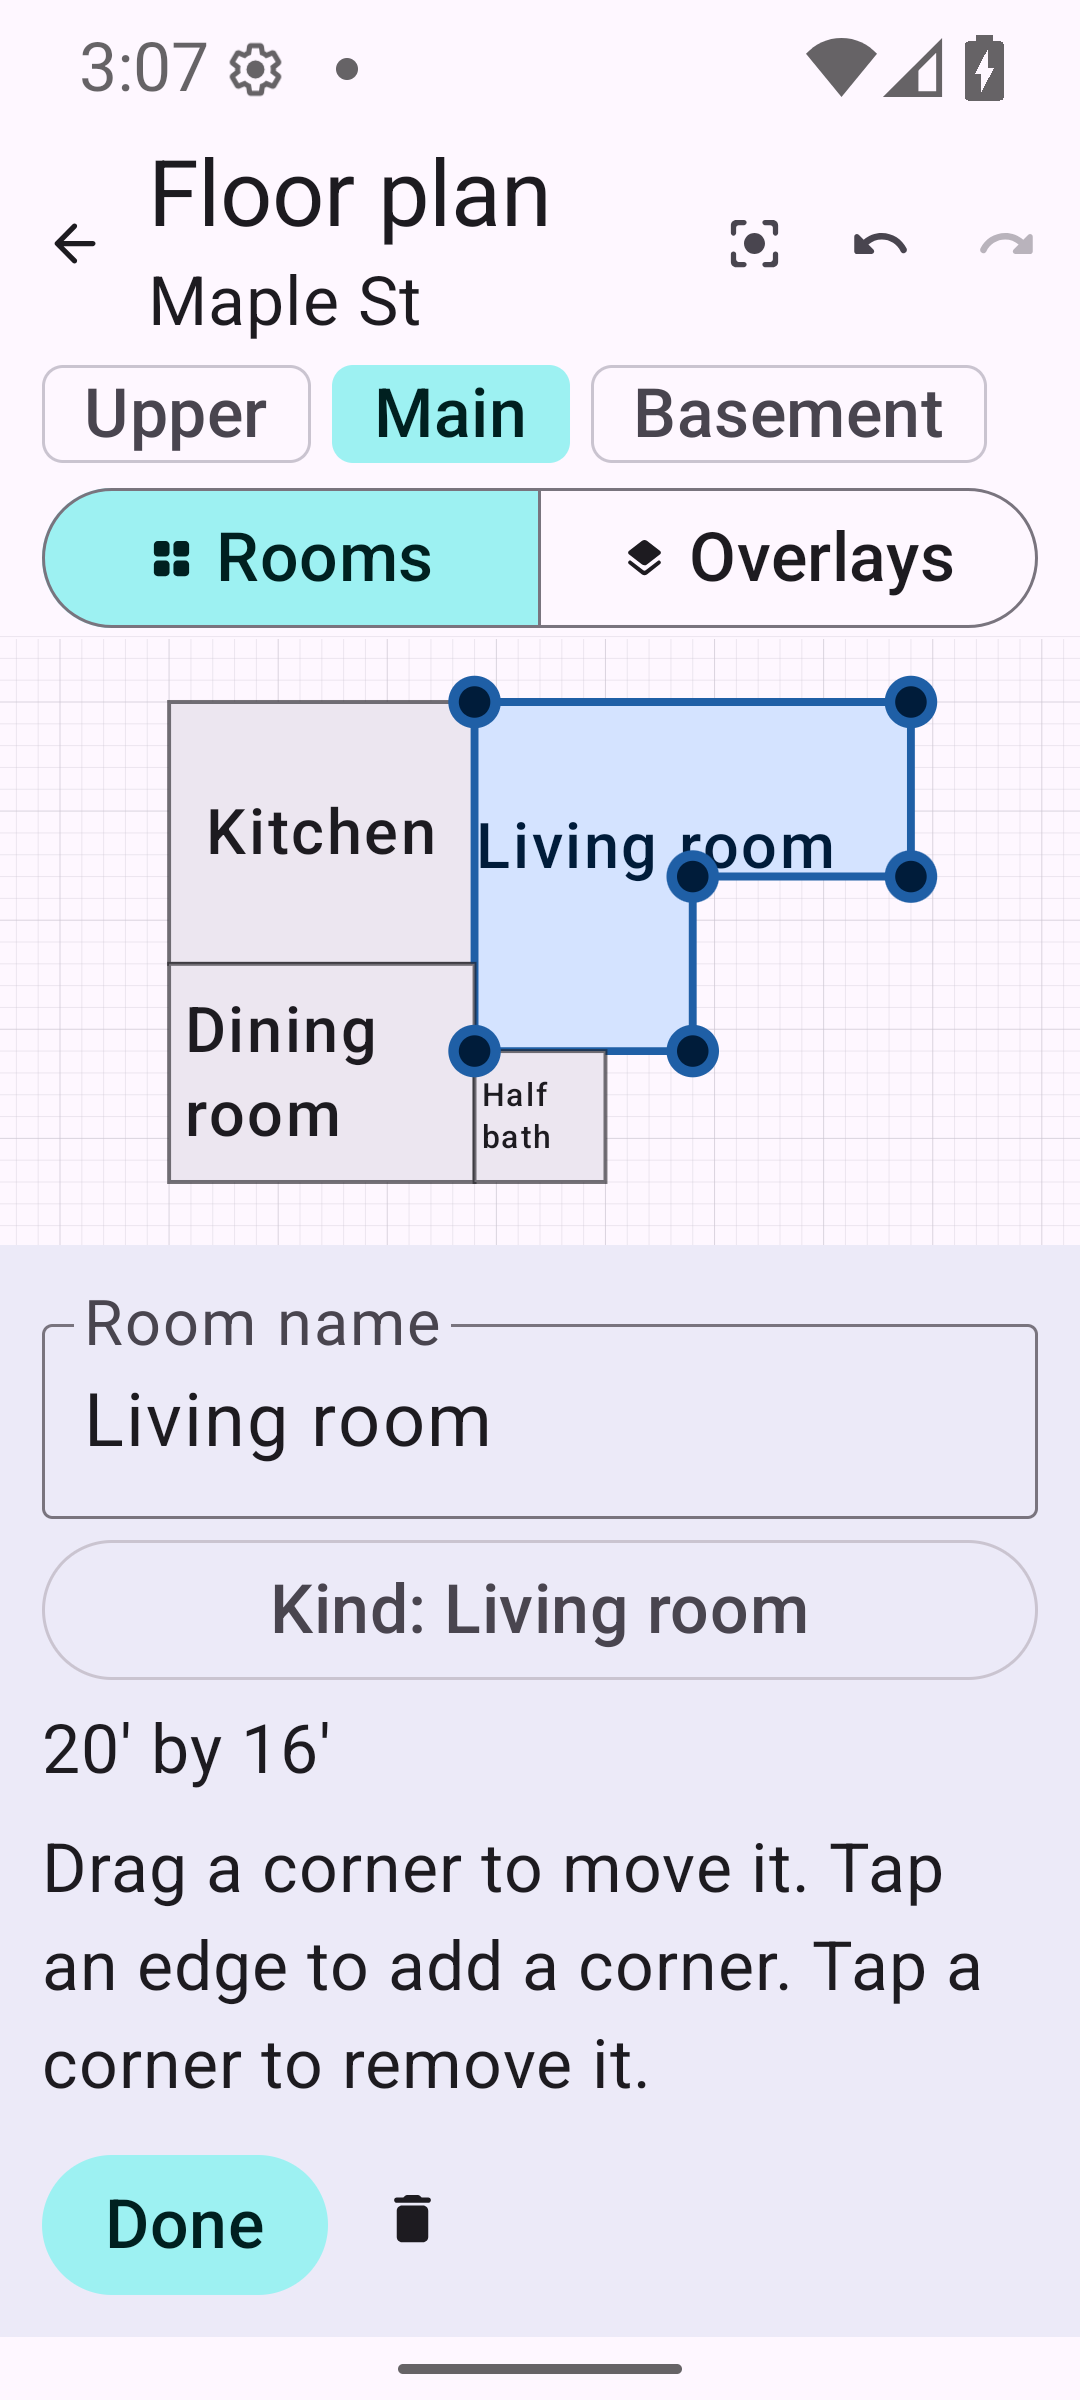 3:07
Floor plan
Maple St
Upper
Main
Basement
Rooms
Overlays
Kitchen
Living room
Dining
room
Half
bath
Room name
Living room
Kind: Living room
20' by 16'
Drag a corner to move it. Tap
an edge to add a corner. Tap a
corner to remove it.
Done